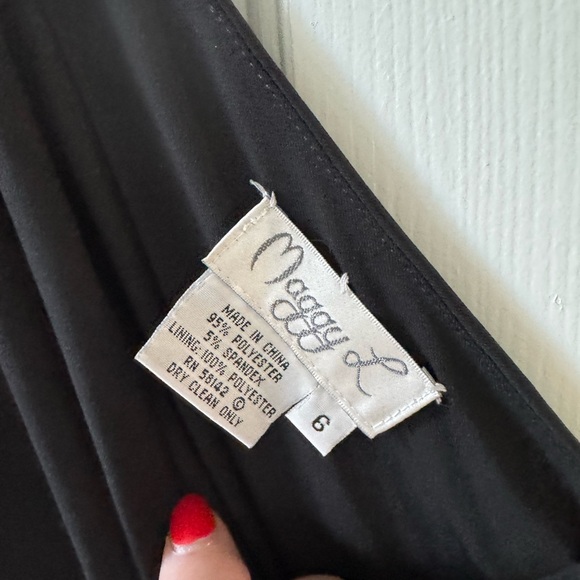 Maggy L
MADE IN CHINA
95% POLYESTER
5% SPANDEX
LINING: 100% POLYESTER
RN 58142 ©
DRY CLEAN ONLY
6